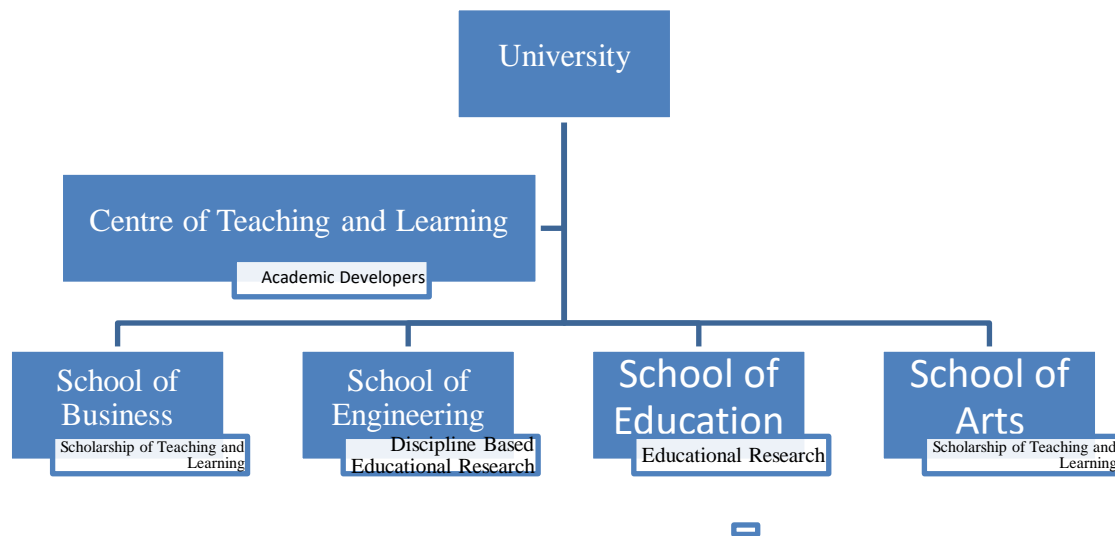 University
Centre of Teaching and Learning
Academic Developers
School of
Business
Scholarship of Teaching and
Learning
School of
Engineering
Discipline Based
Educational Research
School of
Education
Educational Research
School of
Arts
Scholarship of Teaching and
Learning